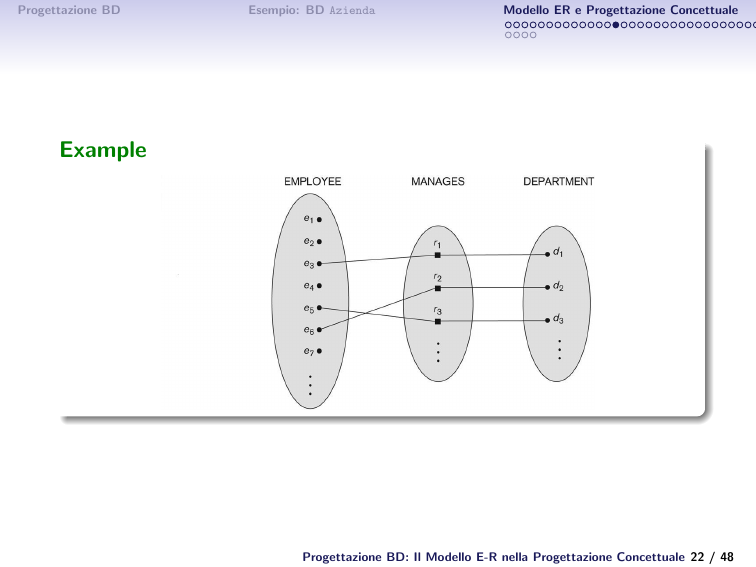 Progettazione BD Esempio: BD Azienda Modello ER e Progettazione Concettuale
Example
EMPLOYEE MANAGES DEPARTMENT
e1
e2
e3 r1 d1
e4 r2 d2
e5 r3 d3
e6
e7
Progettazione BD: Il Modello E-R nella Progettazione Concettuale 22 / 48